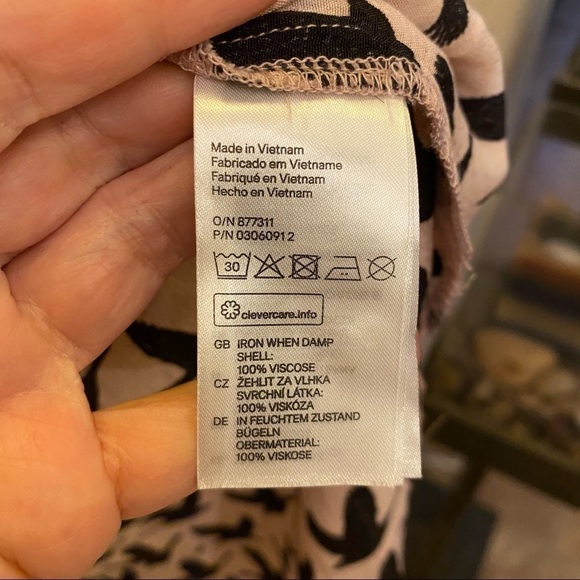 Made in Vietnam
Fabricado em Vietname
Fabriqué en Vietnam
Hecho en Vietnam
O/N 877311
P/N 03060912
30
clevercare.info
GB IRON WHEN DAMP
SHELL:
100% VISCOSE
CZ ŽEHLIT ZA VLHKA
SVRCHNÍ LÁTKA:
100% VISKÓZA
DE IN FEUCHTEM ZUSTAND
BÜGELN
OBERMATERIAL:
100% VISKOSE